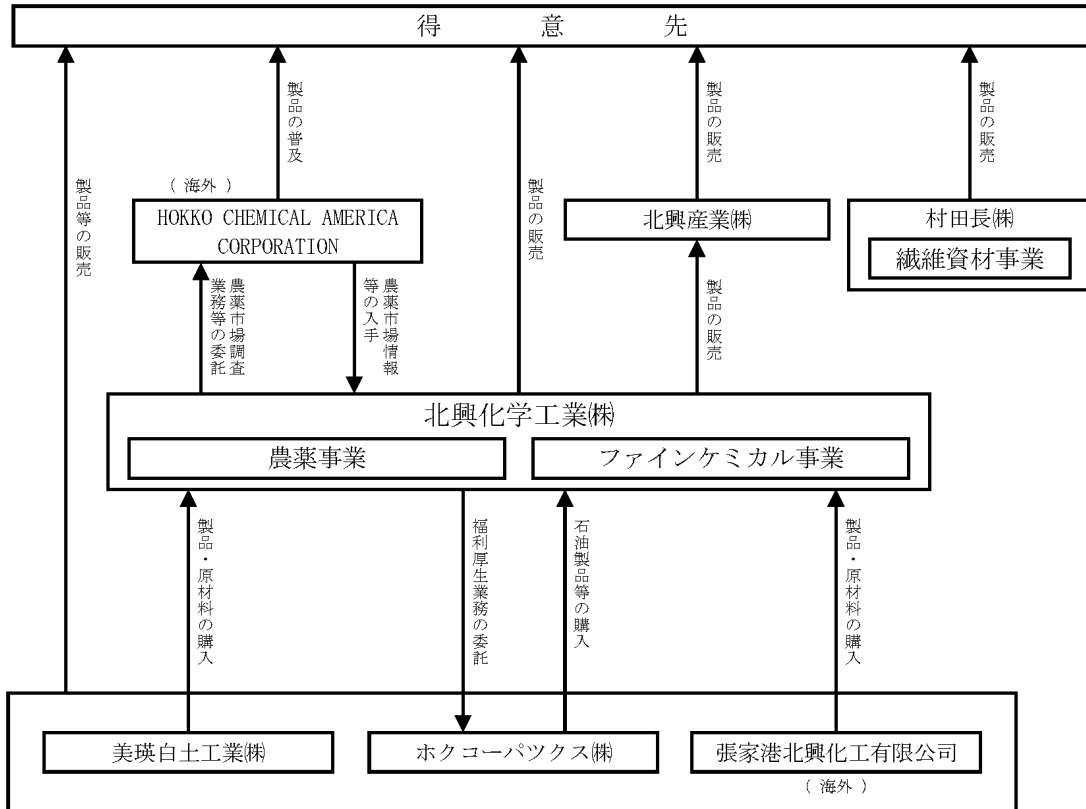 得意先
製品の普及
製品の販売
製品の販売
製品等の販売
製品の販売
(海外)
HOKKO CHEMICAL AMERICA
CORPORATION
北興産業㈱
村田長㈱
繊維資材事業
農薬市場調査
業務等の委託
農薬市場情報
等の入手
製品の販売
北興化学工業㈱
農薬事業
ファインケミカル事業
製品・原材料の購入
福利厚生業務の委託
石油製品等の購入
製品・原材料の購入
美瑛白土工業㈱
ホクコーパツクス㈱
張家港北興化工有限公司
(海外)